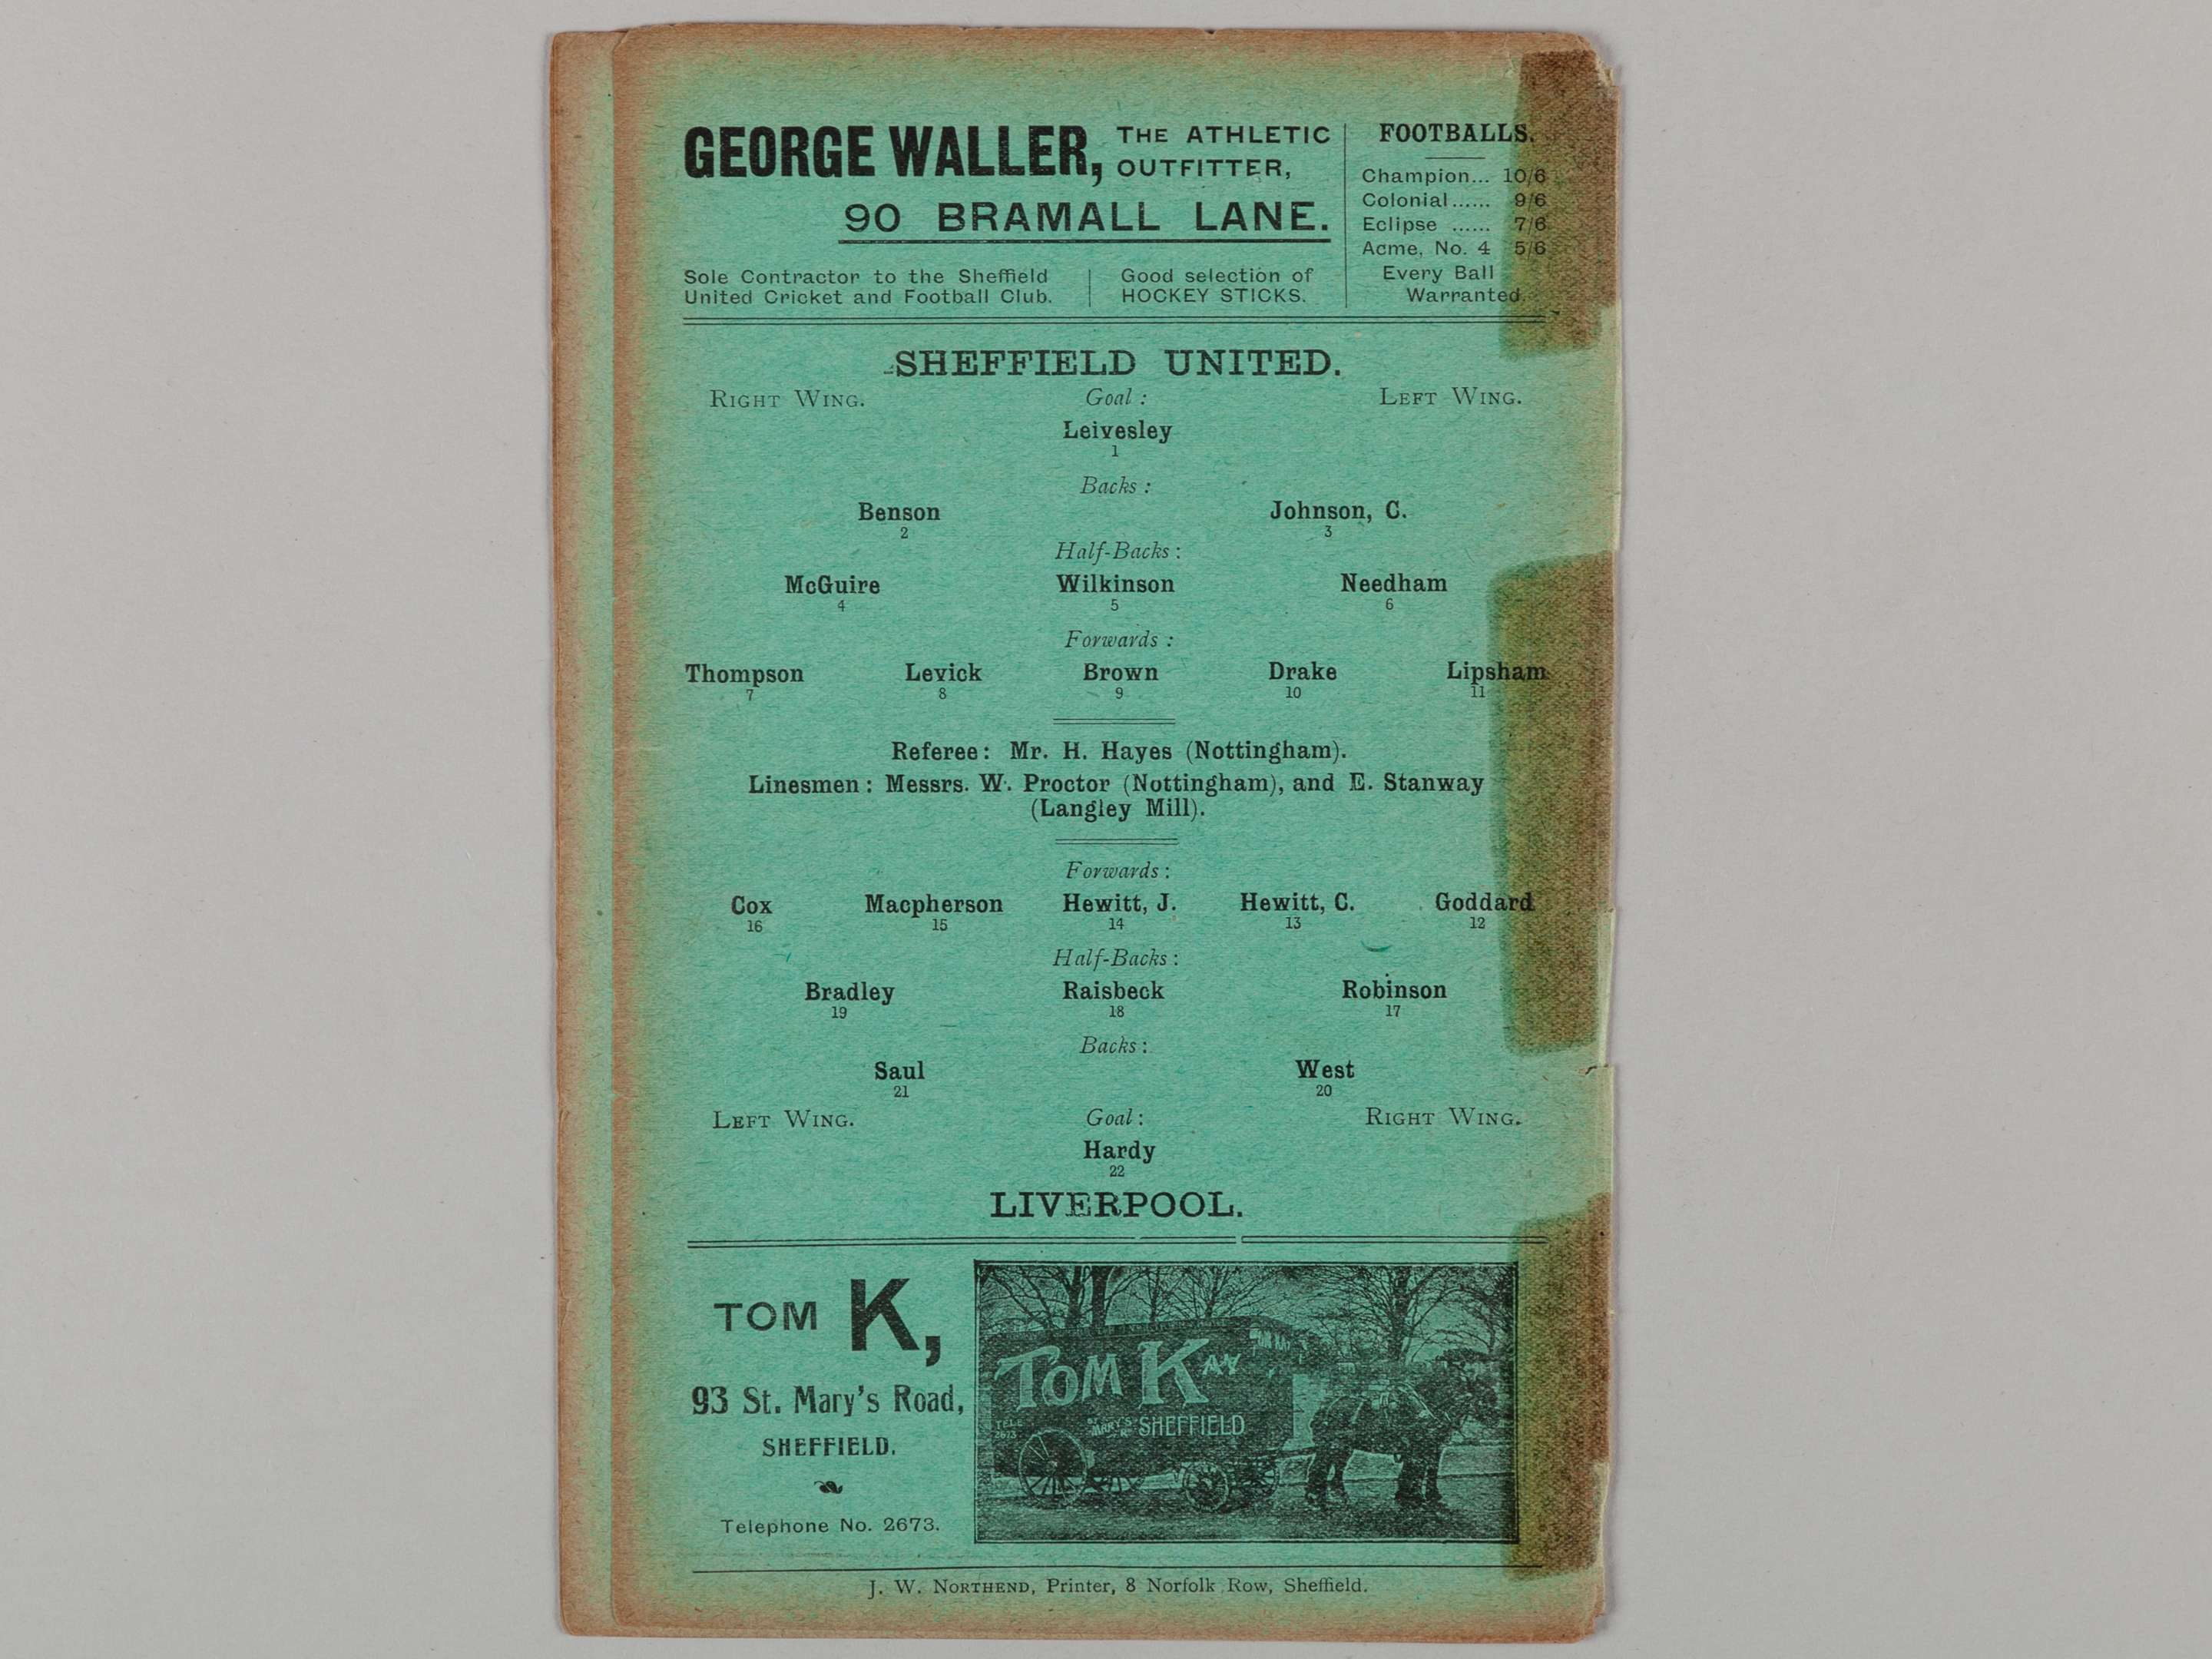 GEORGE WALLER, THE ATHLETIC OUTFITTER,
90 BRAMALL LANE.
Sole Contractor to the Sheffield
United Cricket and Football Club.
Good selection of
HOCKEY STICKS.
FOOTBALLS.
Champion... 10/6
Colonial...... 9/6
Eclipse ...... 7/6
Acme, No. 4 5/6
Every Ball
Warranted.
SHEFFIELD UNITED.
RIGHT WING. Goal : LEFT WING.
Leivesley
1
Backs :
Benson Johnson, C.
2 3
Half-Backs :
McGuire Wilkinson Needham
4 5 6
Forwards :
Thompson Levick Brown Drake Lipsham
7 8 9 10 11
Referee : Mr. H. Hayes (Nottingham).
Linesmen : Messrs. W. Proctor (Nottingham), and E. Stanway
(Langley Mill).
Forwards :
Cox Macpherson Hewitt, J. Hewitt, C. Goddard
16 15 14 13 12
Half-Backs :
Bradley Raisbeck Robinson
19 18 17
Backs :
Saul West
21 20
LEFT WING. Goal : RIGHT WING.
Hardy
22
LIVERPOOL.
TOM K,
93 St. Mary's Road,
SHEFFIELD.
Telephone No. 2673.
TOM KAY
TELE 2673
ST MARY'S RD SHEFFIELD
J. W. NORTHEND, Printer, 8 Norfolk Row, Sheffield.